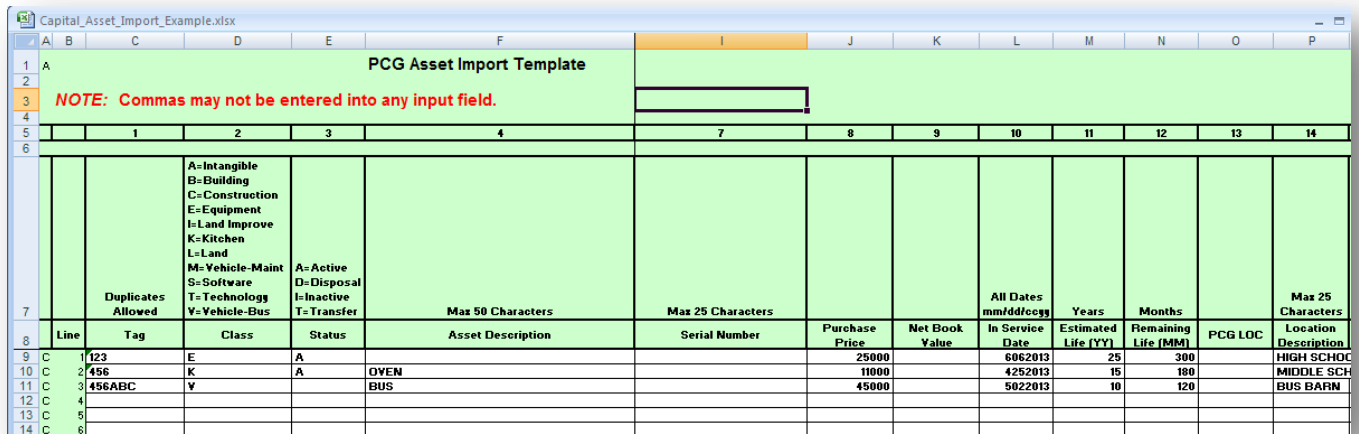 Capital_Asset_Import_Example.xlsx
A B C D E F I J K L M N O P
1 A PCG Asset Import Template
2
3 NOTE: Commas may not be entered into any input field.
4
5 1 2 3 4 7 8 9 10 11 12 13 14
6
A=Intangible
B=Building
C=Construction
E=Equipment
I=Land Improve
K=Kitchen
L=Land
M=Vehicle-Maint A=Active
S=Software D=Disposal
Duplicates T=Technology I=Inactive All Dates Max 25
7 Allowed V=Vehicle-Bus T=Transfer Max 50 Characters Max 25 Characters mm/dd/ccyy Years Months Characters
Purchase Net Book In Service Estimated Remaining Location
8 Line Tag Class Status Asset Description Serial Number Price Value Date Life (YY) Life (MM) PCG LOC Description
9 C 1 123 E A 25000 6062013 25 300 HIGH SCHOO
10 C 2 456 K A OVEN 11000 4252013 15 180 MIDDLE SCH
11 C 3 456ABC V BUS 45000 5022013 10 120 BUS BARN
12 C 4
13 C 5
14 C 6